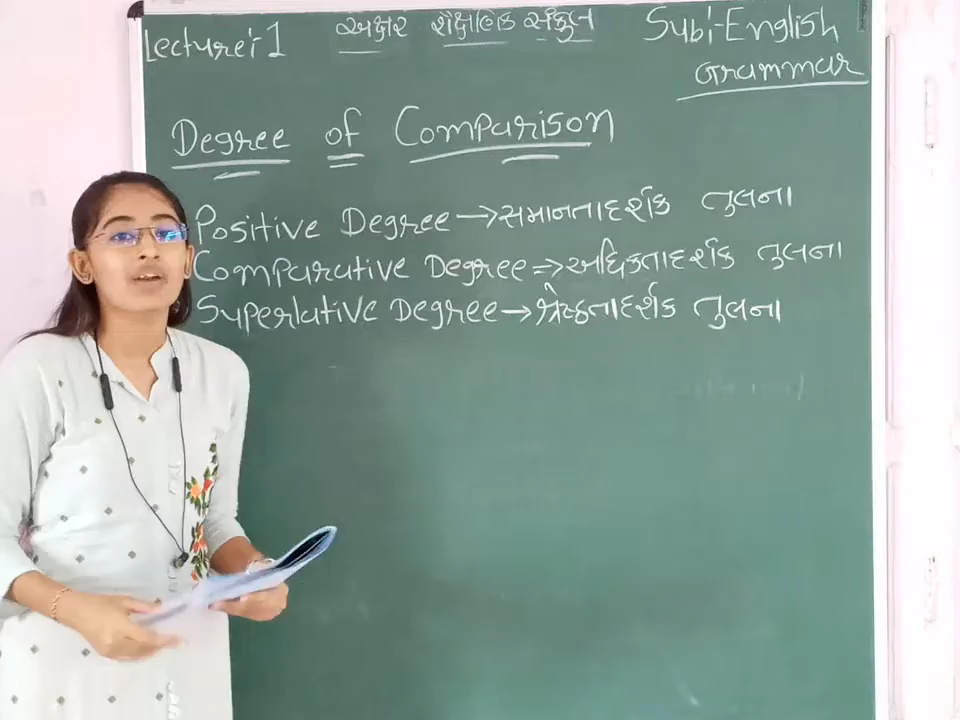 Lecture:-1 અક્ષર શૈક્ષણિક સંકુલ Sub:-English
Grammar
Degree of Comparison
Positive Degree → સમાનતાદર્શક તુલના
Comparative Degree ⇒ અધિકતાદર્શક તુલના
Superlative Degree → શ્રેષ્ઠતાદર્શક તુલના